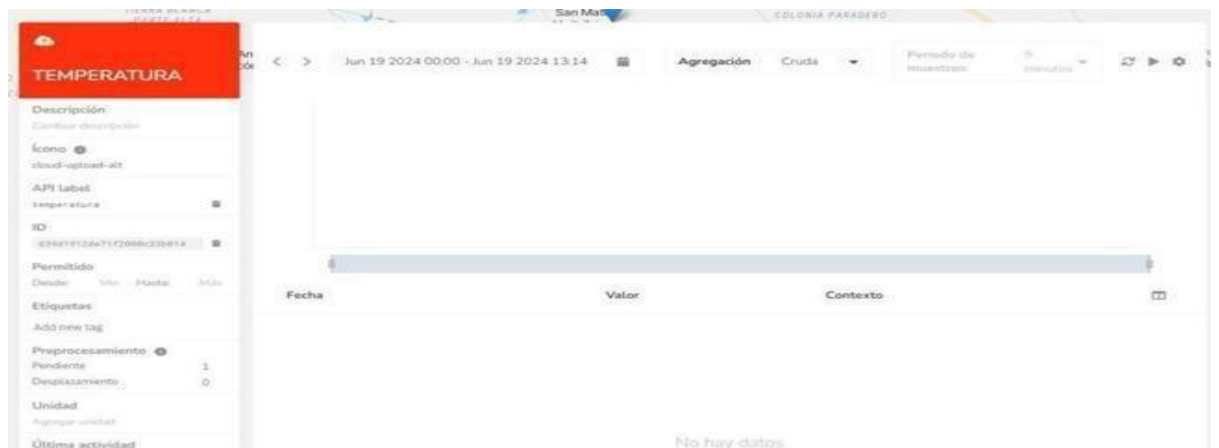 San Mat
COLONIA PARADERO
TEMPERATURA
Descripción
Cambiar descripción
Ícono
cloud-upload-alt
API label
temperatura
ID
Permitido
Desde: Min Hasta: Máx
Etiquetas
Add new tag
Preprocesamiento
Pendiente 1
Desplazamiento 0
Unidad
Agregar unidad
Última actividad
< > Jun 19 2024 00:00 - Jun 19 2024 13:14 Agregación Cruda Periodo de muestreo: 5 minutos
Fecha Valor Contexto
No hay datos